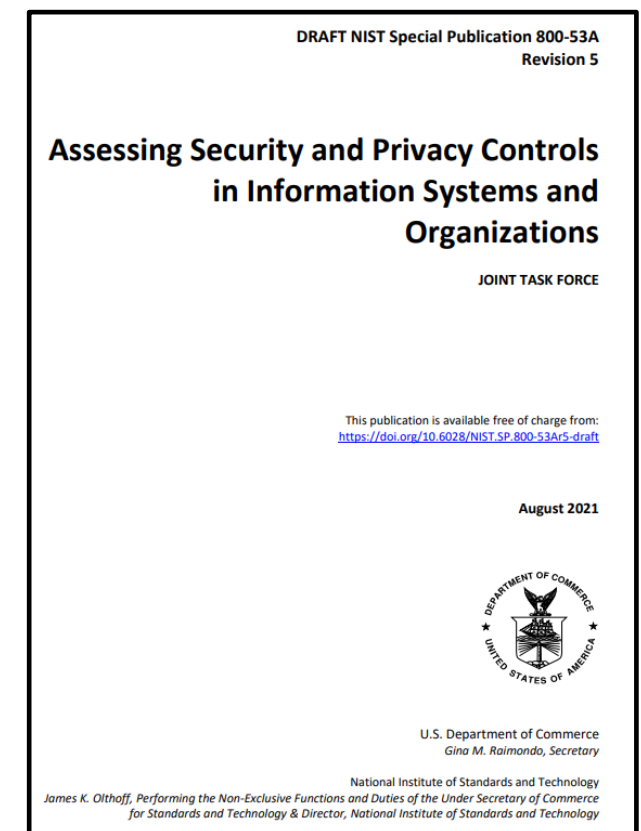 DRAFT NIST Special Publication 800-53A
Revision 5
Assessing Security and Privacy Controls
in Information Systems and
Organizations
JOINT TASK FORCE
This publication is available free of charge from:
https://doi.org/10.6028/NIST.SP.800-53Ar5-draft
August 2021
DEPARTMENT OF COMMERCE
UNITED STATES OF AMERICA
U.S. Department of Commerce
Gina M. Raimondo, Secretary
National Institute of Standards and Technology
James K. Olthoff, Performing the Non-Exclusive Functions and Duties of the Under Secretary of Commerce
for Standards and Technology & Director, National Institute of Standards and Technology